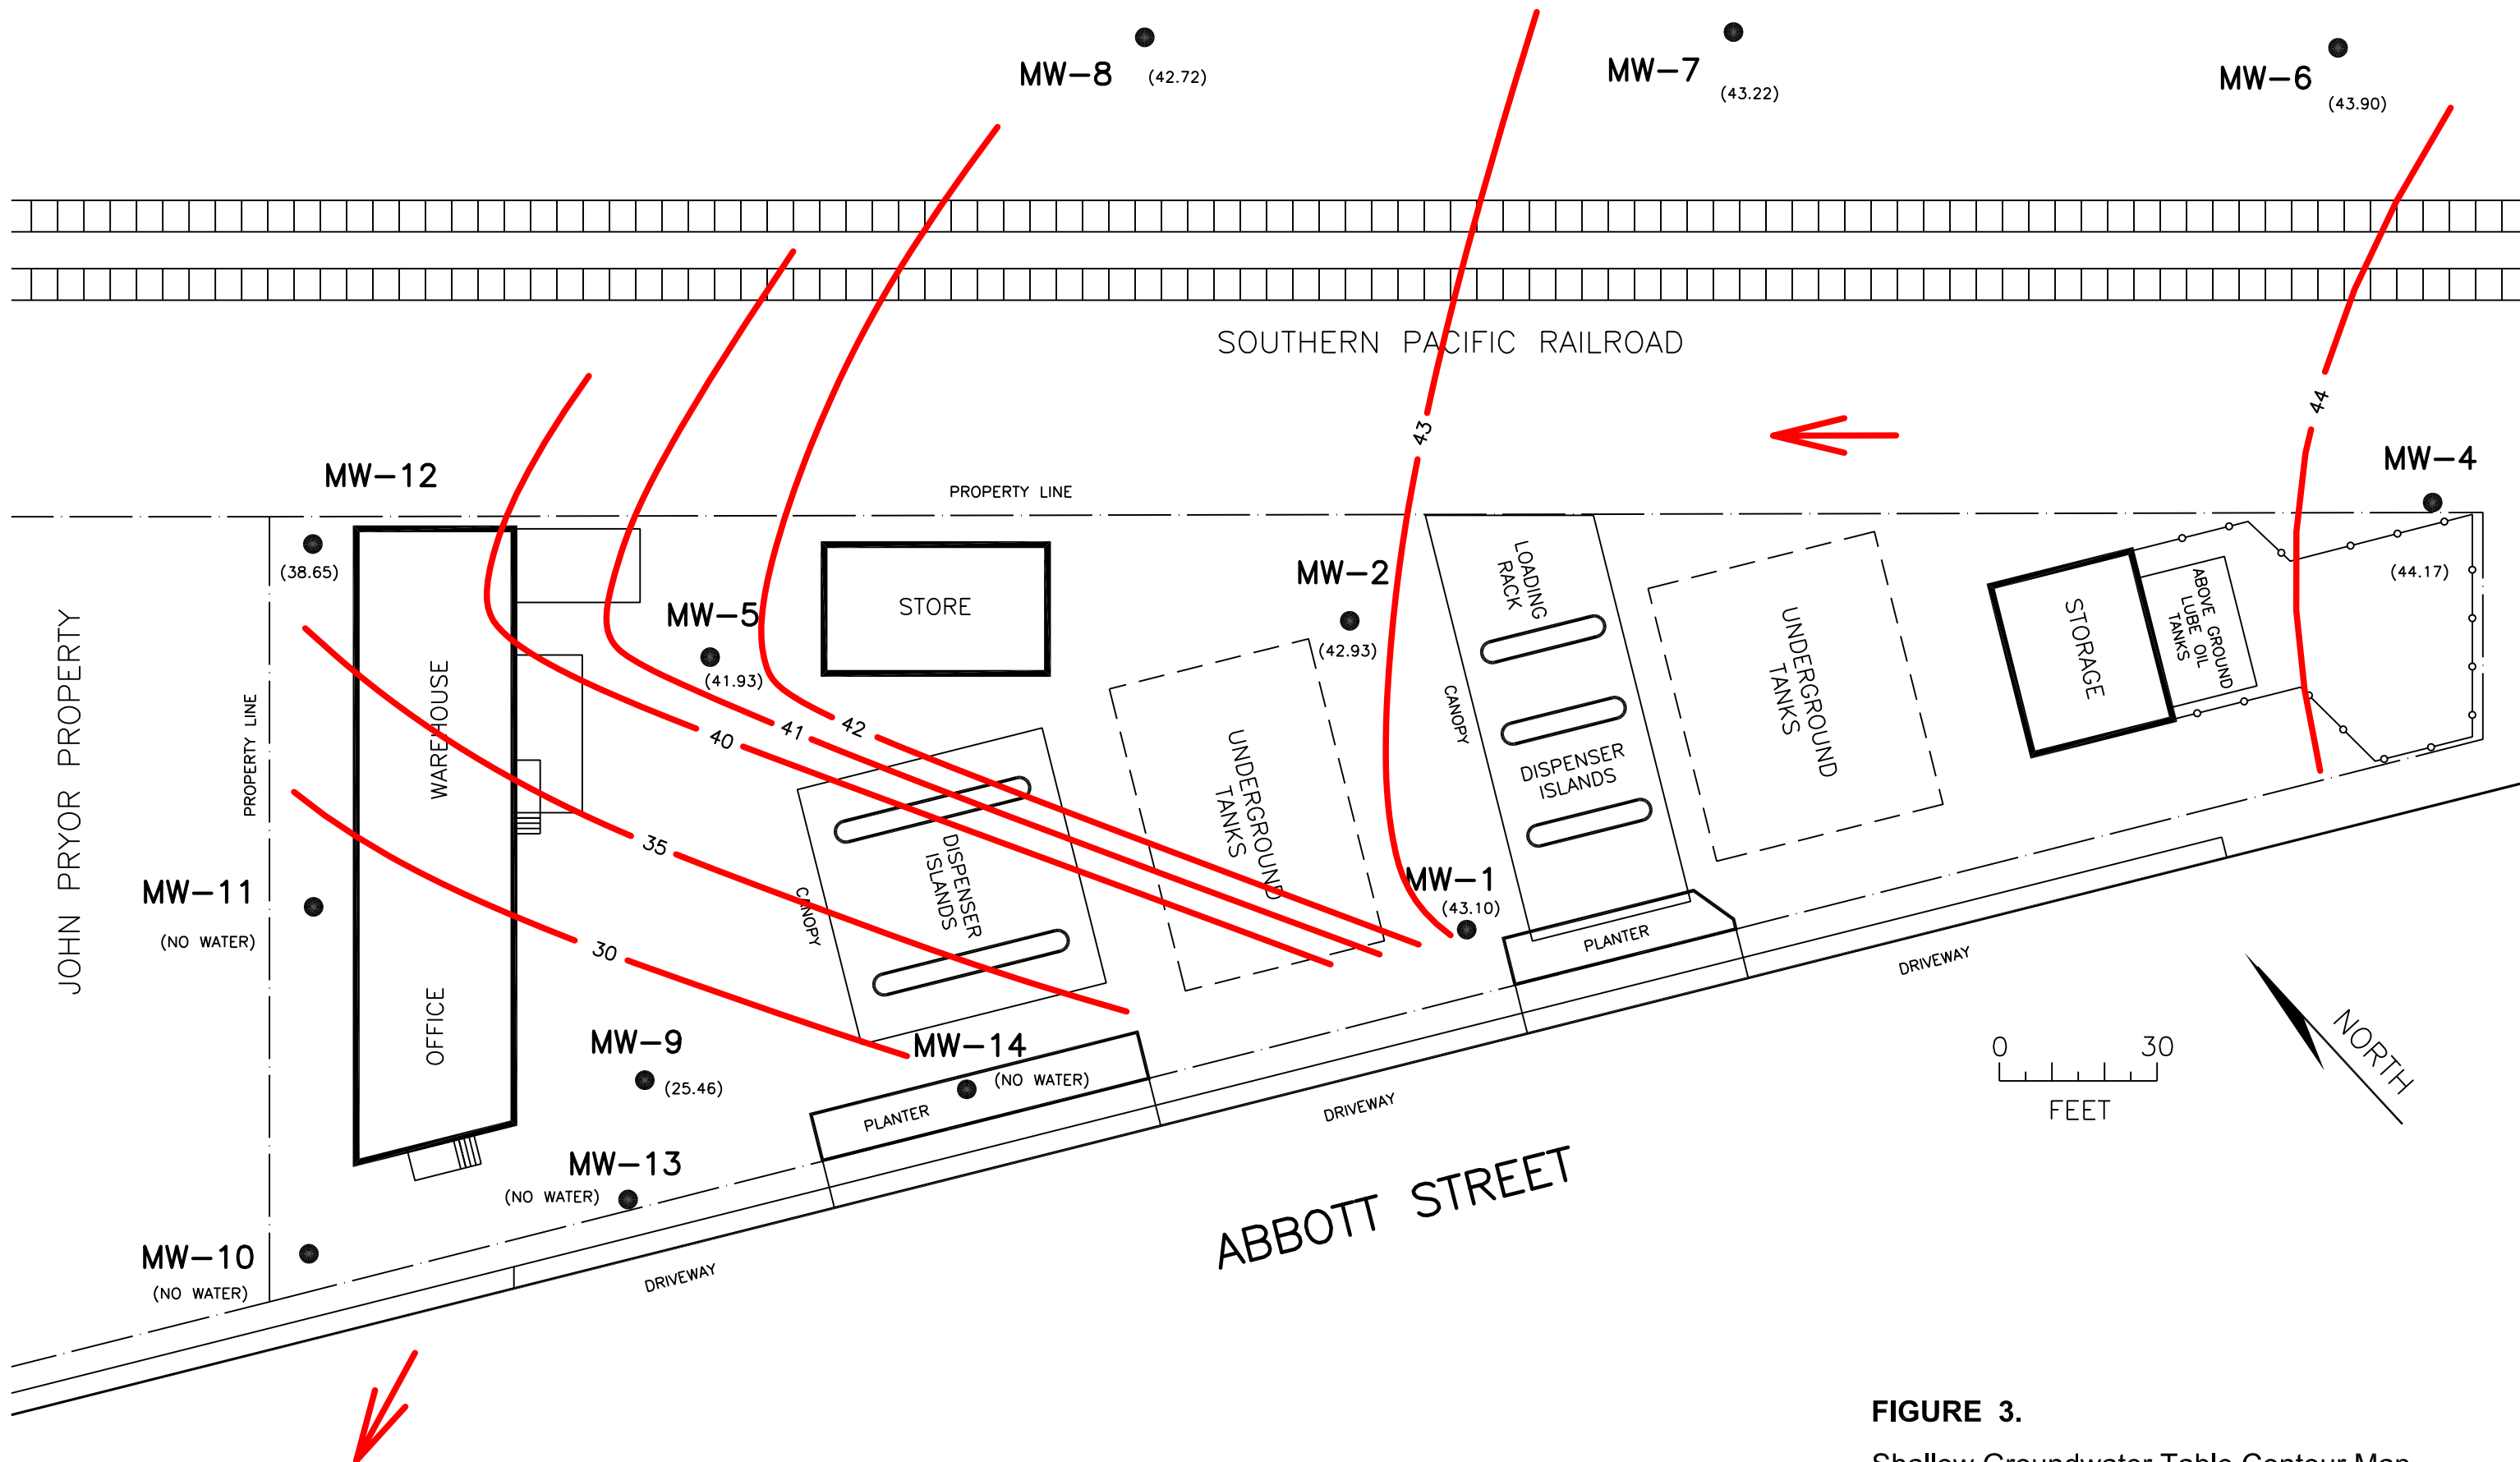 MW-8 (42.72)
MW-7
(43.22)
MW-6
(43.90)
SOUTHERN PACIFIC RAILROAD
44
43
MW-12
(38.65)
PROPERTY LINE
MW-4
(44.17)
MW-2
(42.93)
MW-5
(41.93)
STORE
LOADING
RACK
CANOPY
DISPENSER
ISLANDS
UNDERGROUND
TANKS
STORAGE
ABOVE GROUND
LUBE OIL
TANKS
JOHN PRYOR PROPERTY
PROPERTY LINE
WAREHOUSE
OFFICE
40
41
42
35
30
UNDERGROUND
TANKS
DISPENSER
ISLANDS
CANOPY
MW-1
(43.10)
PLANTER
DRIVEWAY
MW-11
(NO WATER)
MW-9
(25.46)
MW-14
(NO WATER)
PLANTER
DRIVEWAY
MW-13
(NO WATER)
MW-10
(NO WATER)
DRIVEWAY
ABBOTT STREET
0 30
FEET
NORTH
FIGURE 3.
Shallow Groundwater Table Contour Map